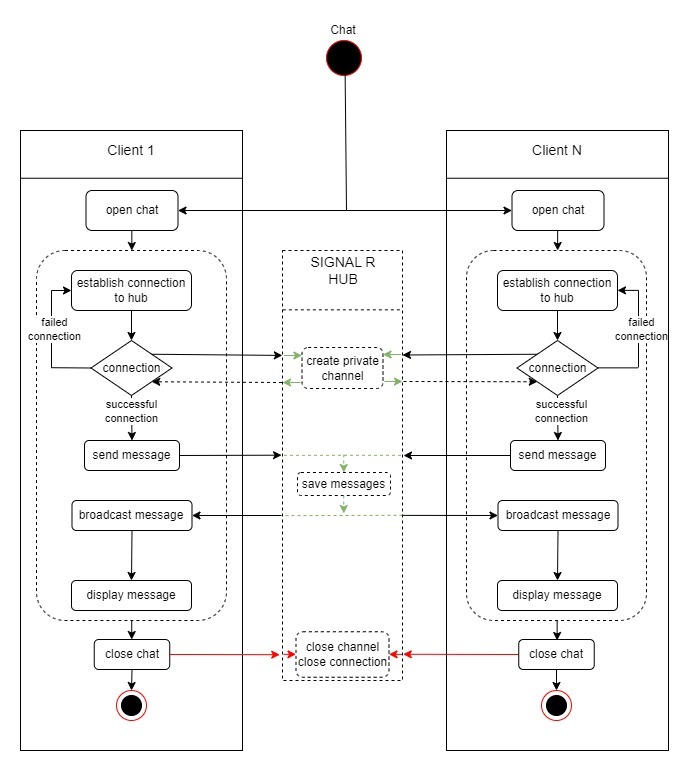 Chat
Client 1
Client N
open chat
open chat
SIGNAL R
HUB
establish connection
to hub
establish connection
to hub
failed
connection
failed
connection
connection
create private
channel
connection
successful
connection
successful
connection
send message
send message
save messages
broadcast message
broadcast message
display message
display message
close chat
close channel
close connection
close chat